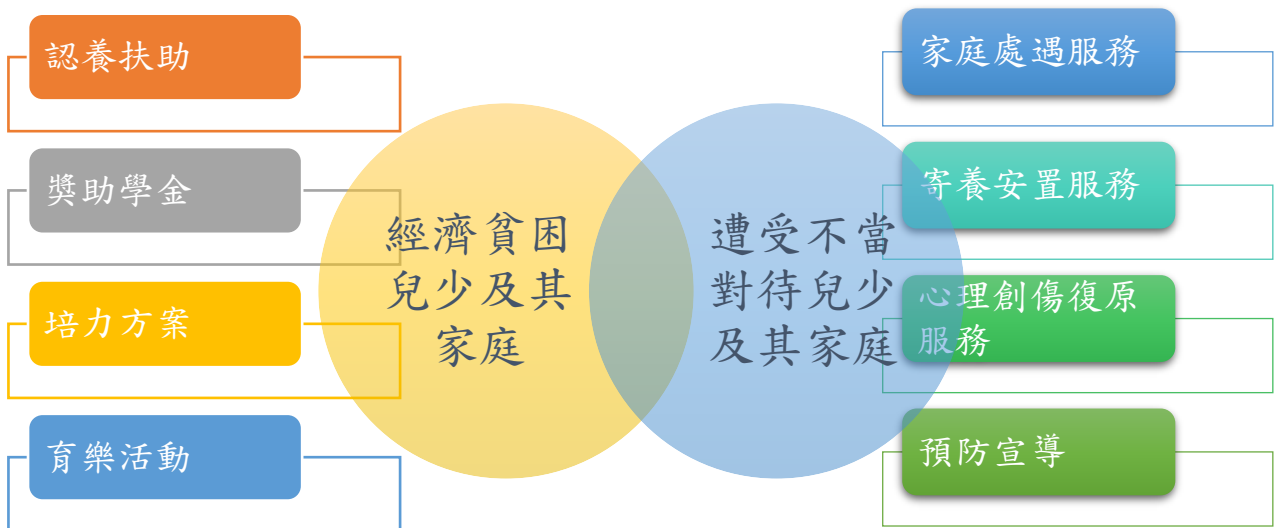 認養扶助
獎助學金
培力方案
育樂活動
經濟貧困
兒少及其
家庭
遭受不當
對待兒少
及其家庭
家庭處遇服務
寄養安置服務
心理創傷復原
服務
預防宣導